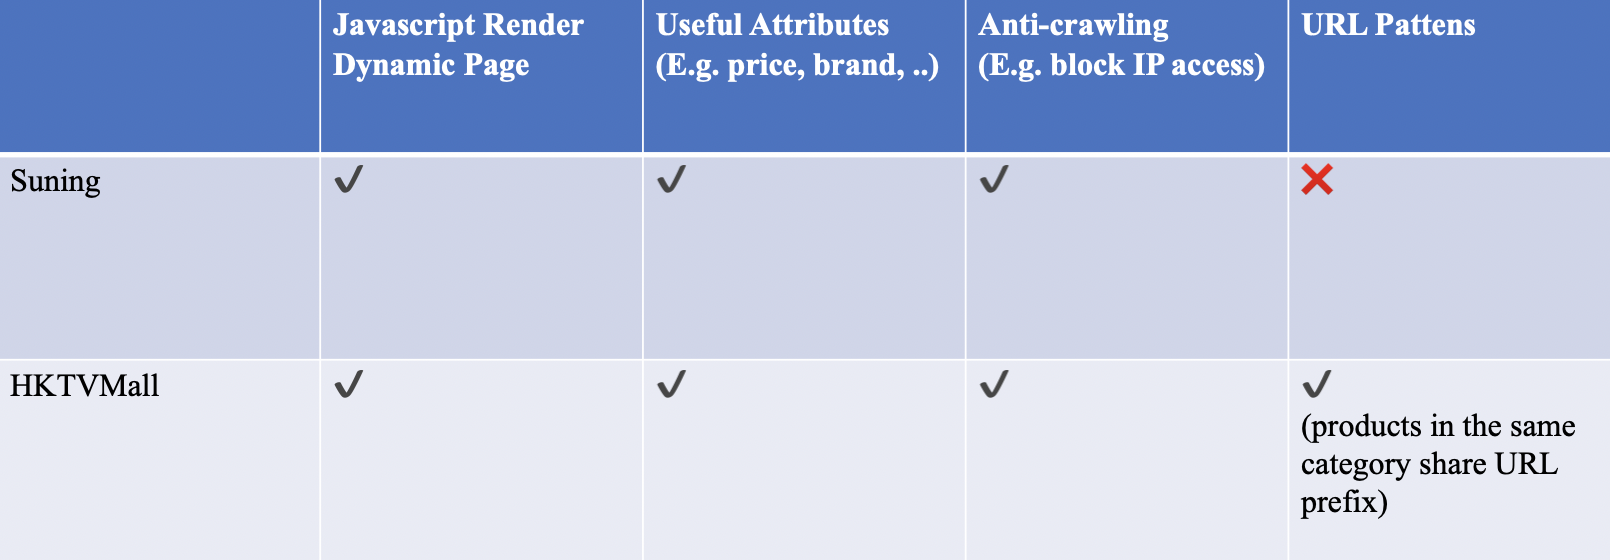 Javascript Render
Dynamic Page
Useful Attributes
(E.g. price, brand, ..)
Anti-crawling
(E.g. block IP access)
URL Pattens
Suning
✔
✔
✔
❌
HKTVMall
✔
✔
✔
✔
(products in the same
category share URL
prefix)